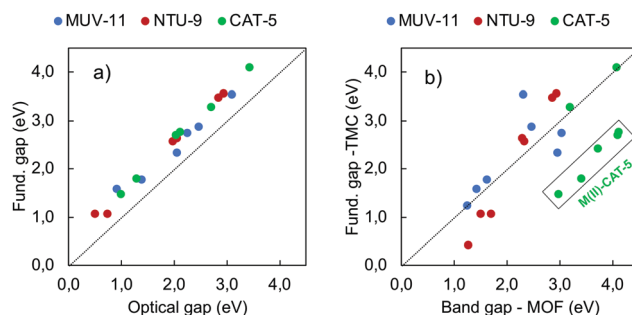 MUV-11 NTU-9 CAT-5
a)
Fund. gap (eV)
4,0
3,0
2,0
1,0
0,0
0,0 1,0 2,0 3,0 4,0
Optical gap (eV)
MUV-11 NTU-9 CAT-5
b)
Fund. gap -TMC (eV)
4,0
3,0
2,0
1,0
0,0
M(II)-CAT-5
0,0 1,0 2,0 3,0 4,0
Band gap - MOF (eV)